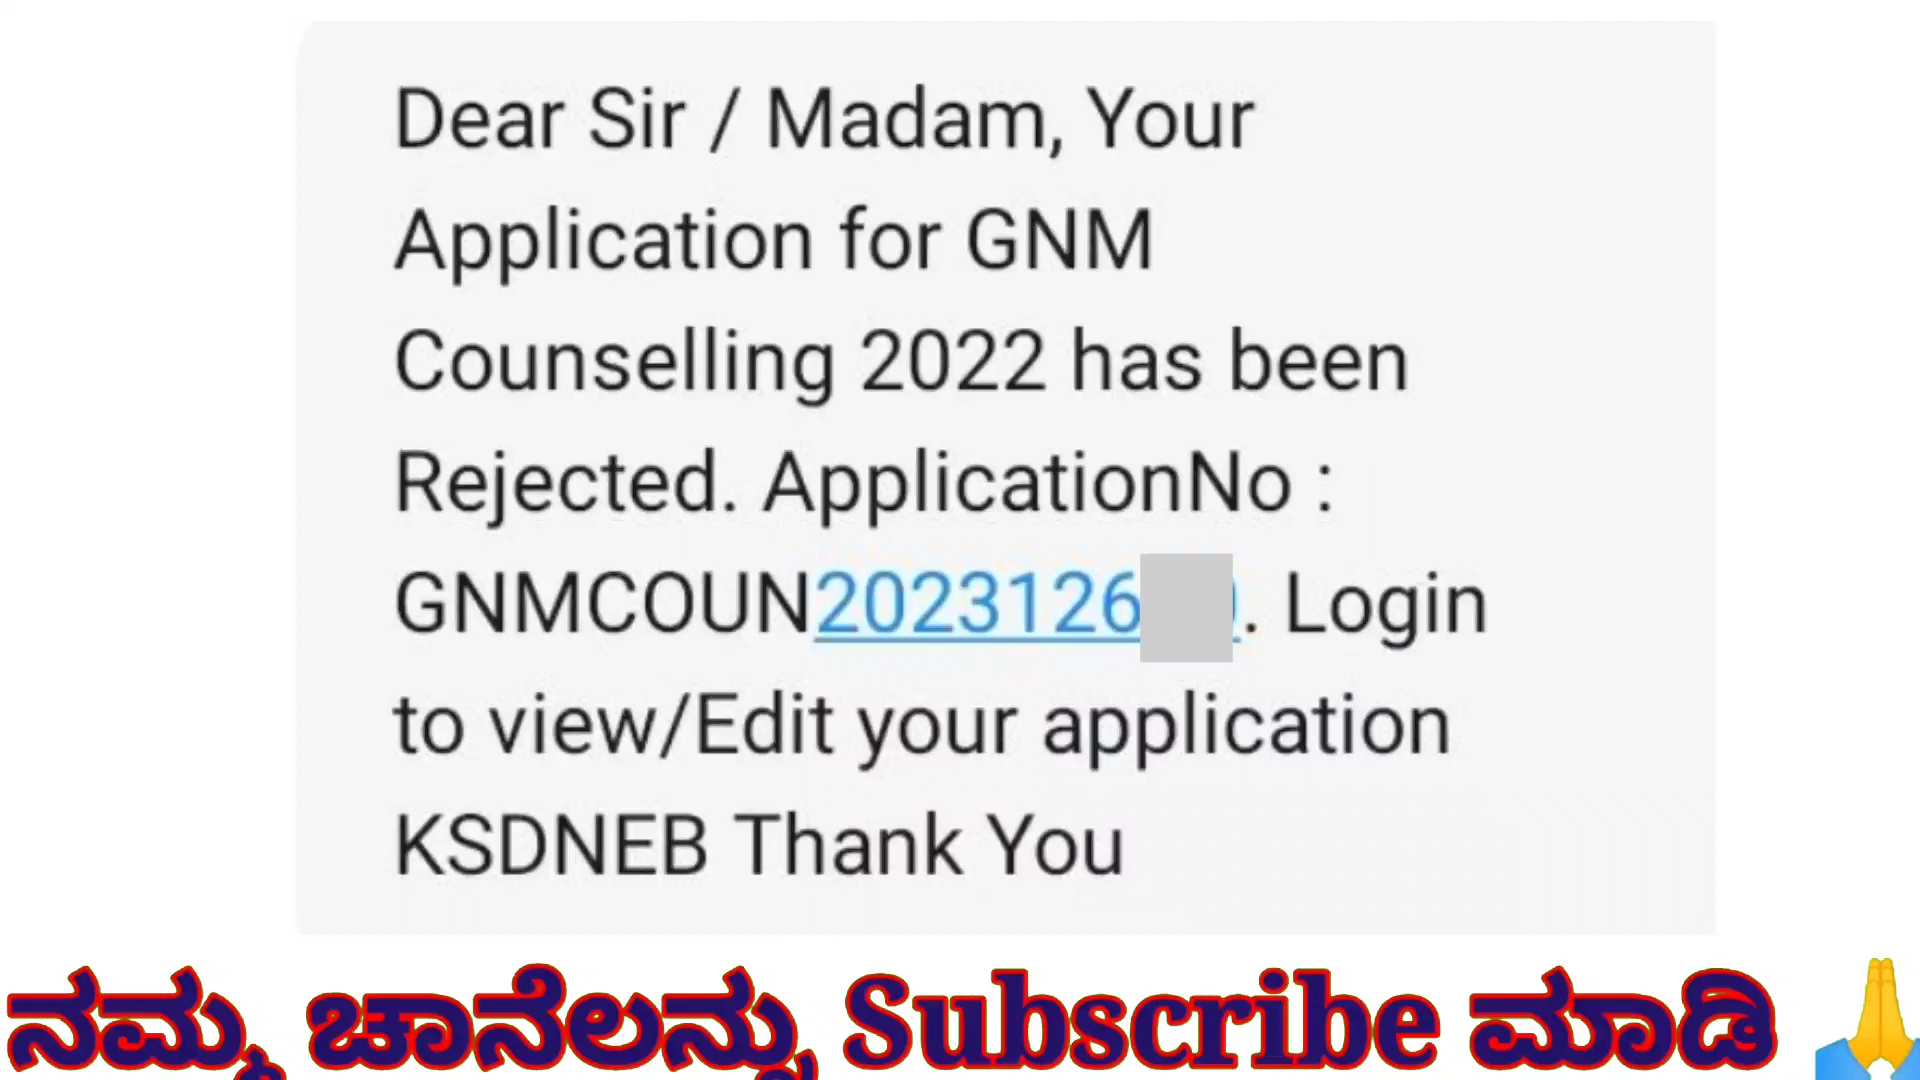 Dear Sir / Madam, Your
Application for GNM
Counselling 2022 has been
Rejected. ApplicationNo :
GNMCOUN2023126 . Login
to view/Edit your application
KSDNEB Thank You
ನಮ್ಮ ಚಾನೆಲನ್ನು Subscribe ಮಾಡಿ 🙏